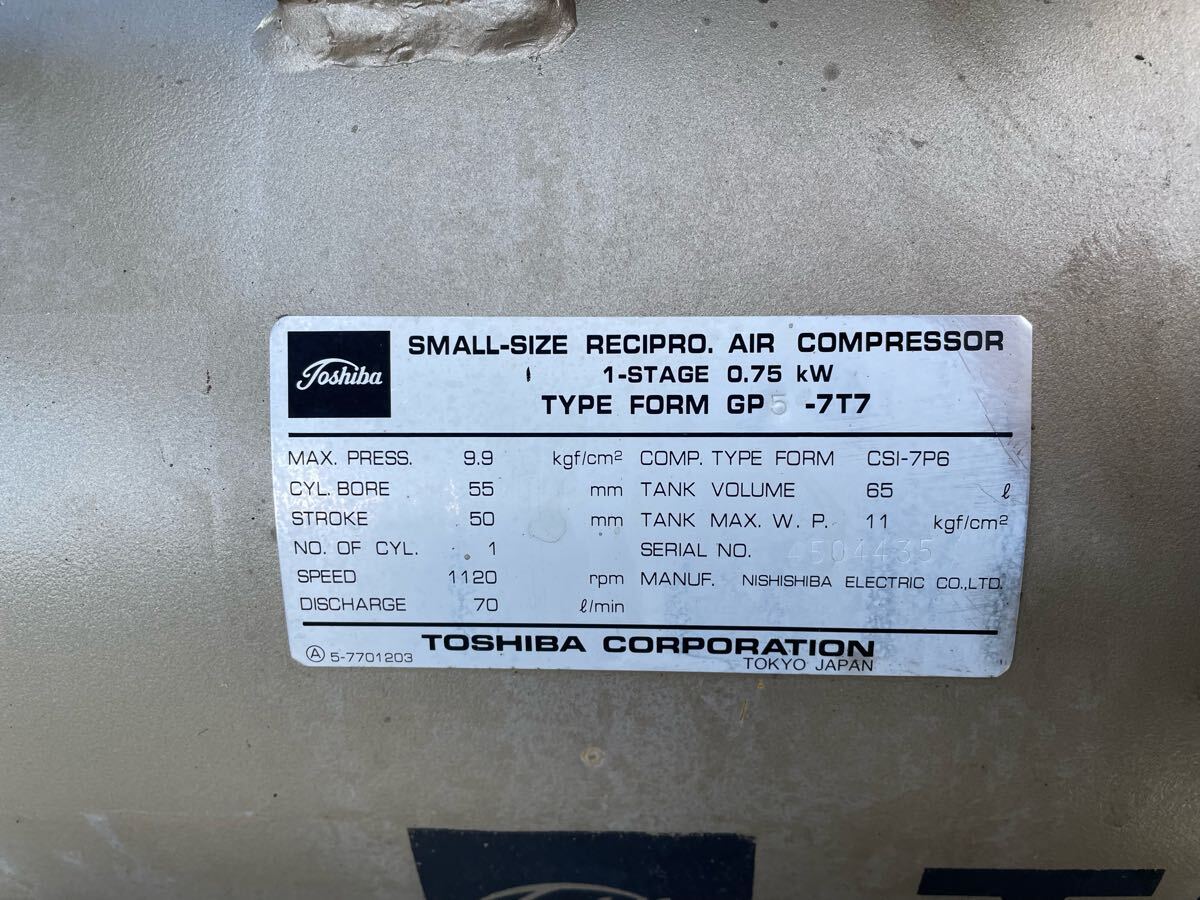 Toshiba
SMALL-SIZE RECIPRO. AIR COMPRESSOR
1-STAGE 0.75 kW
TYPE FORM GP5-7T7
MAX. PRESS. 9.9 kgf/cm² COMP. TYPE FORM CSI-7P6
CYL. BORE 55 mm TANK VOLUME 65 ℓ
STROKE 50 mm TANK MAX. W. P. 11 kgf/cm²
NO. OF CYL. 1 SERIAL NO. 4504435
SPEED 1120 rpm MANUF. NISHISHIBA ELECTRIC CO.,LTD.
DISCHARGE 70 ℓ/min
Ⓐ 5-7701203 TOSHIBA CORPORATION
TOKYO JAPAN